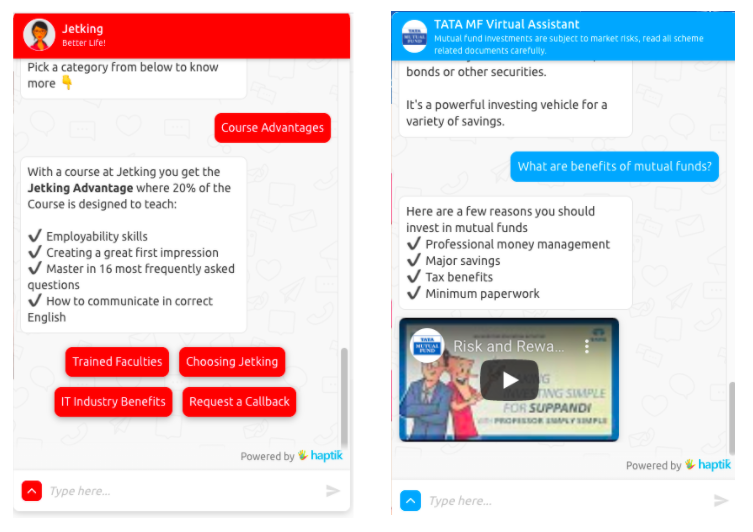 Jetking
Better Life!
Pick a category from below to know
more 👇
Course Advantages
With a course at Jetking you get the
Jetking Advantage where 20% of the
Course is designed to teach:
✔ Employability skills
✔ Creating a great first impression
✔ Master in 16 most frequently asked
questions
✔ How to communicate in correct
English
Trained Faculties
Choosing Jetking
IT Industry Benefits
Request a Callback
Powered by haptik
Type here...
TATA MF Virtual Assistant
Mutual fund investments are subject to market risks, read all scheme
related documents carefully.
bonds or other securities.
It's a powerful investing vehicle for a
variety of savings.
What are benefits of mutual funds?
Here are a few reasons you should
invest in mutual funds
✔ Professional money management
✔ Major savings
✔ Tax benefits
✔ Minimum paperwork
TATA
MUTUAL
FUND
Risk and Rewa...
INVESTING SIMPLE
FOR SUPPANDI
WITH PROFESSOR SIMPLY SIMPLE
Powered by haptik
Type here...